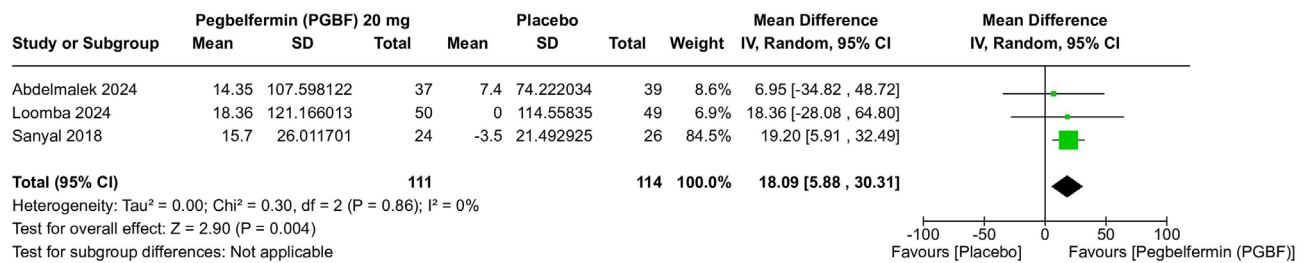 Pegbelfermin (PGBF) 20 mg Placebo Mean Difference Mean Difference
Study or Subgroup Mean SD Total Mean SD Total Weight IV, Random, 95% CI IV, Random, 95% CI
Abdelmalek 2024 14.35 107.598122 37 7.4 74.222034 39 8.6% 6.95 [-34.82 , 48.72]
Loomba 2024 18.36 121.166013 50 0 114.55835 49 6.9% 18.36 [-28.08 , 64.80]
Sanyal 2018 15.7 26.011701 24 -3.5 21.492925 26 84.5% 19.20 [5.91 , 32.49]
Total (95% CI) 111 114 100.0% 18.09 [5.88 , 30.31]
Heterogeneity: Tau² = 0.00; Chi² = 0.30, df = 2 (P = 0.86); I² = 0%
Test for overall effect: Z = 2.90 (P = 0.004)
Test for subgroup differences: Not applicable
-100 -50 0 50 100
Favours [Placebo] Favours [Pegbelfermin (PGBF)]